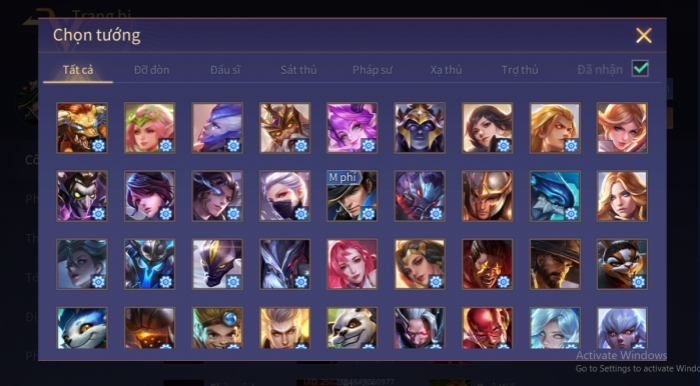 Trang bị
Chọn tướng
Tất cả
Đỡ đòn
Đấu sĩ
Sát thủ
Pháp sư
Xạ thủ
Trợ thủ
Đã nhận
M phí
Activate Windows
Go to Settings to activate Wind